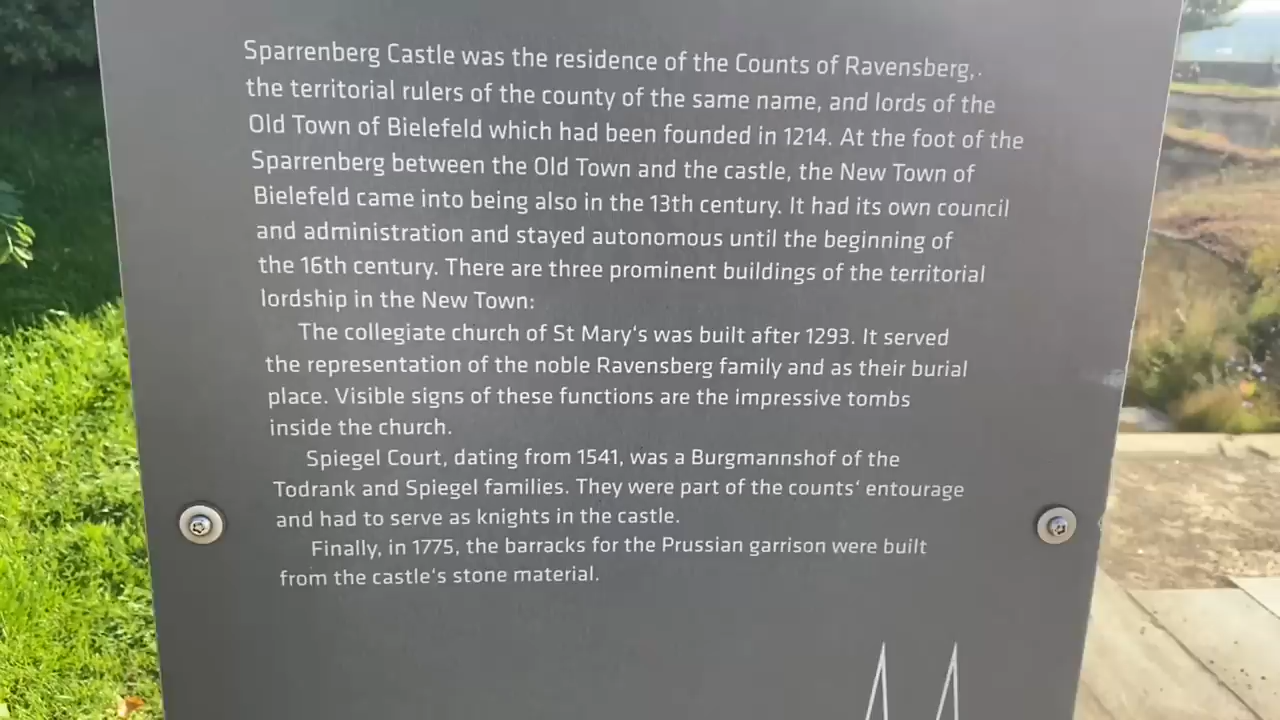 Sparrenberg Castle was the residence of the Counts of Ravensberg,.
the territorial rulers of the county of the same name, and lords of the
Old Town of Bielefeld which had been founded in 1214. At the foot of the
Sparrenberg between the Old Town and the castle, the New Town of
Bielefeld came into being also in the 13th century. It had its own council
and administration and stayed autonomous until the beginning of
the 16th century. There are three prominent buildings of the territorial
lordship in the New Town:
The collegiate church of St Mary‘s was built after 1293. It served
the representation of the noble Ravensberg family and as their burial
place. Visible signs of these functions are the impressive tombs
inside the church.
Spiegel Court, dating from 1541, was a Burgmannshof of the
Todrank and Spiegel families. They were part of the counts‘ entourage
and had to serve as knights in the castle.
Finally, in 1775, the barracks for the Prussian garrison were built
from the castle‘s stone material.